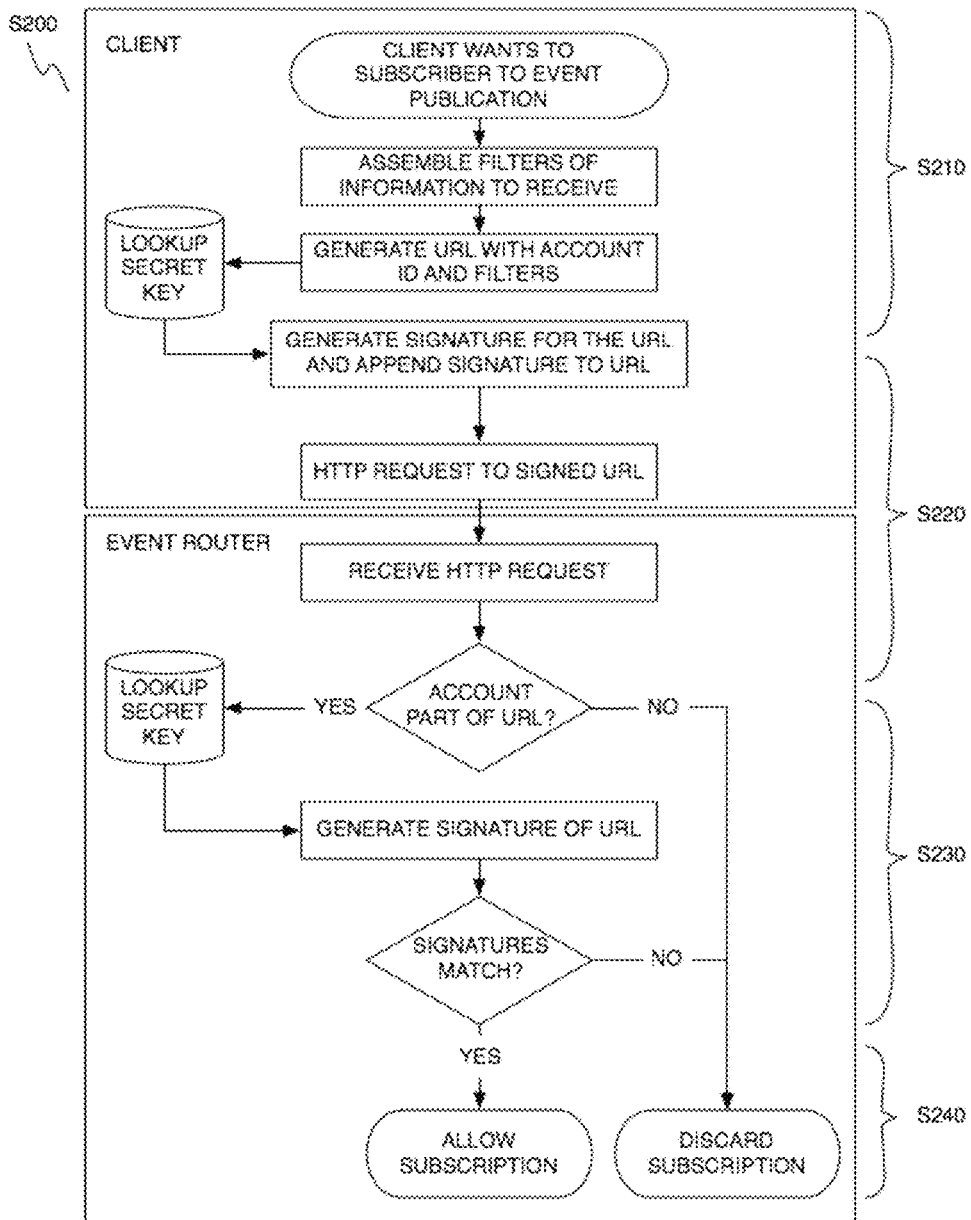 S200
CLIENT
CLIENT WANTS TO
SUBSCRIBER TO EVENT
PUBLICATION
ASSEMBLE FILTERS OF
INFORMATION TO RECEIVE
S210
LOOKUP
SECRET
KEY
GENERATE URL WITH ACCOUNT
ID AND FILTERS
GENERATE SIGNATURE FOR THE URL
AND APPEND SIGNATURE TO URL
HTTP REQUEST TO SIGNED URL
S220
EVENT ROUTER
RECEIVE HTTP REQUEST
LOOKUP
SECRET
KEY
YES
ACCOUNT
PART OF URL?
NO
GENERATE SIGNATURE OF URL
S230
SIGNATURES
MATCH?
NO
YES
S240
ALLOW
SUBSCRIPTION
DISCARD
SUBSCRIPTION